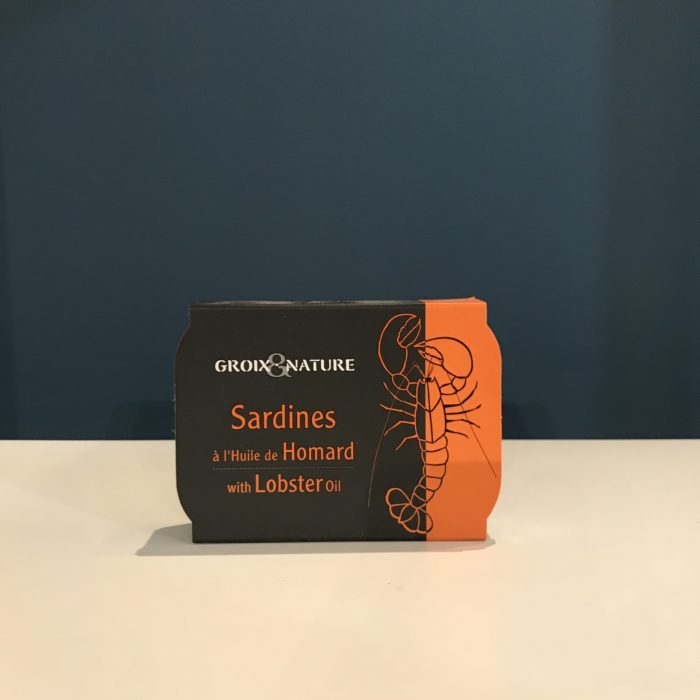 GROIX&NATURE
Sardines
à l'Huile de Homard
with Lobster Oil